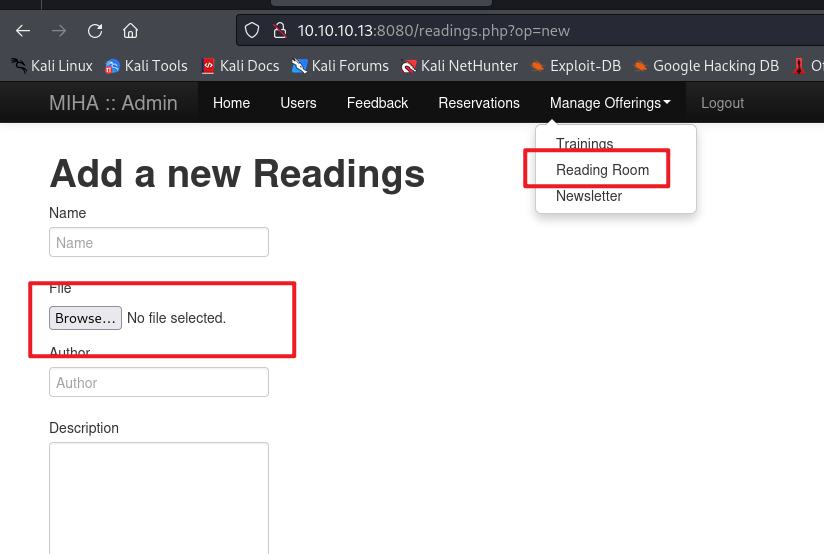 10.10.10.13:8080/readings.php?op=new
Kali Linux Kali Tools Kali Docs Kali Forums Kali NetHunter Exploit-DB Google Hacking DB
MIHA :: Admin Home Users Feedback Reservations Manage Offerings Logout
Trainings
Reading Room
Newsletter
Add a new Readings
Name
Name
File
Browse... No file selected.
Author
Author
Description